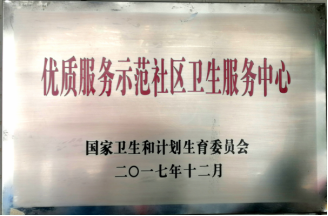 优质服务示范社区卫生服务中心
国家卫生和计划生育委员会
二〇一七年十二月